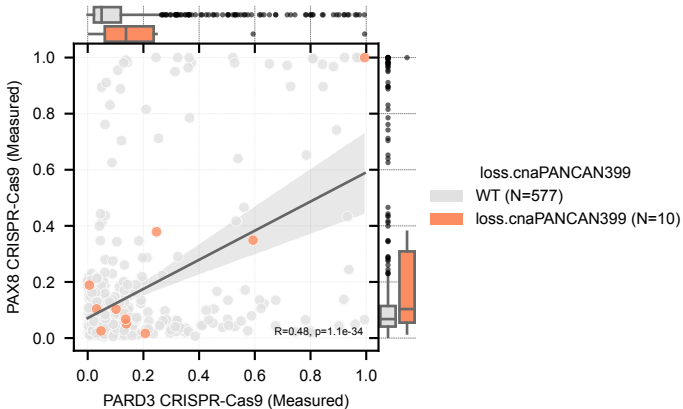 1.0
0.8
0.6
0.4
0.2
0.0
PAX8 CRISPR-Cas9 (Measured)
R=0.48, p=1.1e-34
0.0 0.2 0.4 0.6 0.8 1.0
PARD3 CRISPR-Cas9 (Measured)
loss.cnaPANCAN399
WT (N=577)
loss.cnaPANCAN399 (N=10)